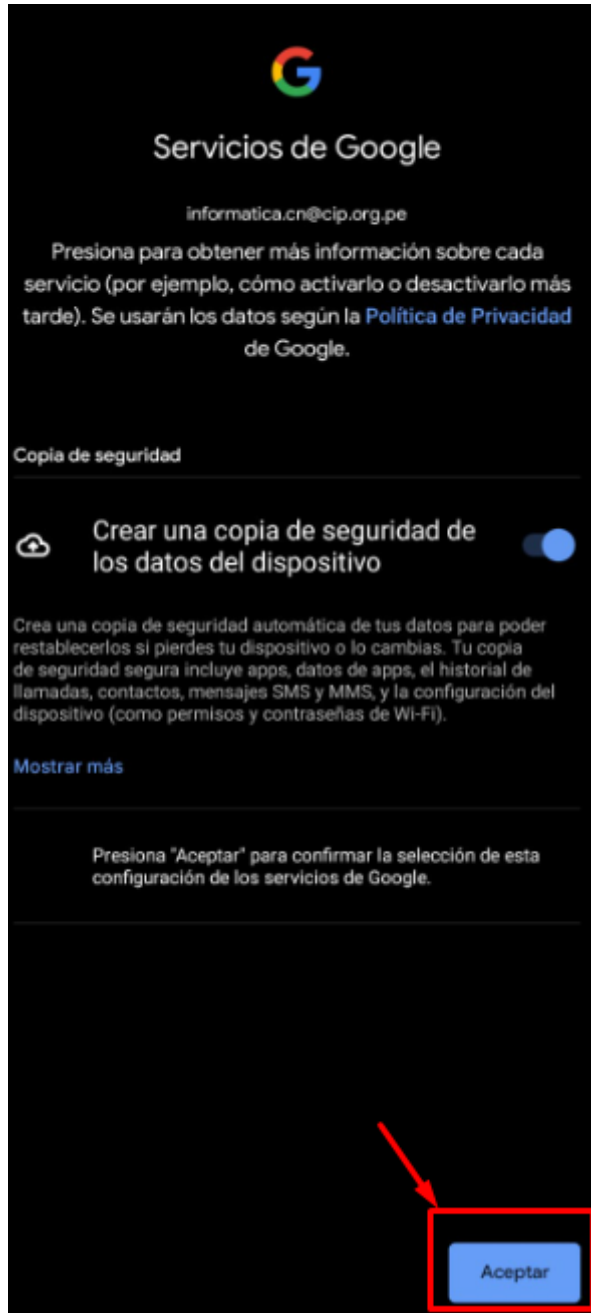 Servicios de Google
informatica.cn@cip.org.pe
Presiona para obtener más información sobre cada
servicio (por ejemplo, cómo activarlo o desactivarlo más
tarde). Se usarán los datos según la Política de Privacidad
de Google.
Copia de seguridad
Crear una copia de seguridad de
los datos del dispositivo
Crea una copia de seguridad automática de tus datos para poder
restablecerlos si pierdes tu dispositivo o lo cambias. Tu copia
de seguridad segura incluye apps, datos de apps, el historial de
llamadas, contactos, mensajes SMS y MMS, y la configuración del
dispositivo (como permisos y contraseñas de Wi-Fi).
Mostrar más
Presiona "Aceptar" para confirmar la selección de esta
configuración de los servicios de Google.
Aceptar